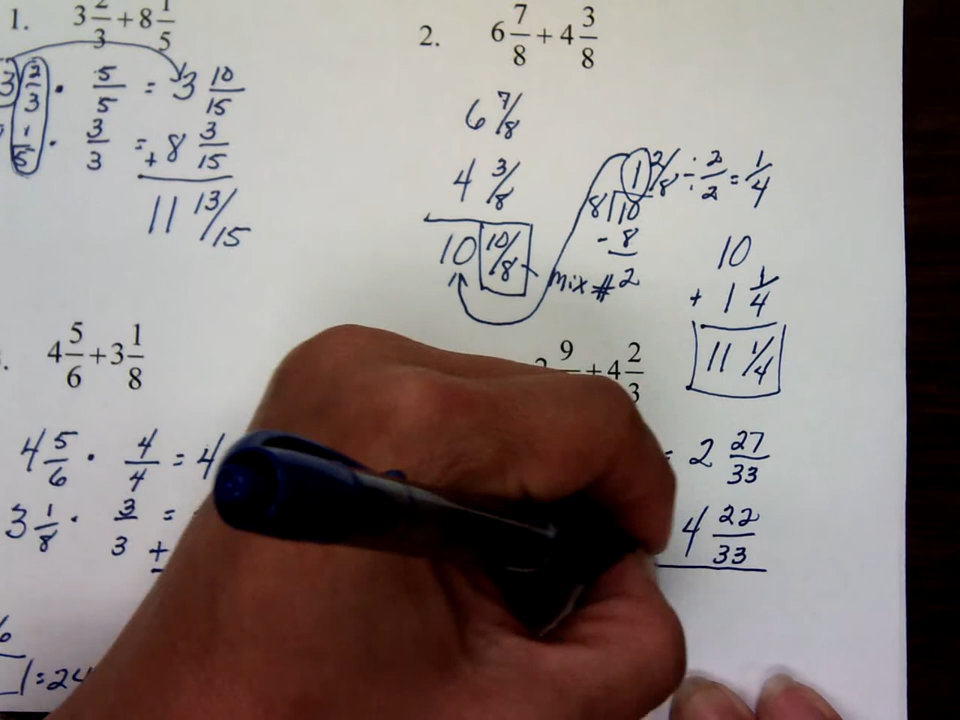 1. 3 2/3 + 8 1/5
3 2/3 · 5/5 = 3 10/15
1/5 · 3/3 = + 8 3/15
11 13/15
2. 6 7/8 + 4 3/8
6 7/8
4 3/8
10 10/8 mix #
1 2/8 ÷ 2/2 = 1/4
8 10
- 8
2
10
+ 1 1/4
11 1/4
4 5/6 + 3 1/8
4 5/6 · 4/4 = 4
3 1/8 · 3/3 =
+
= 24
9 + 4 2/3
= 2 27/33
4 22/33